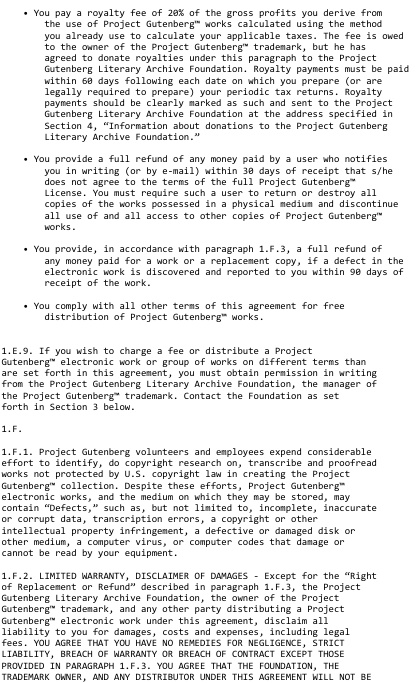 • You pay a royalty fee of 20% of the gross profits you derive from
the use of Project Gutenberg™ works calculated using the method
you already use to calculate your applicable taxes. The fee is owed
to the owner of the Project Gutenberg™ trademark, but he has
agreed to donate royalties under this paragraph to the Project
Gutenberg Literary Archive Foundation. Royalty payments must be paid
within 60 days following each date on which you prepare (or are
legally required to prepare) your periodic tax returns. Royalty
payments should be clearly marked as such and sent to the Project
Gutenberg Literary Archive Foundation at the address specified in
Section 4, “Information about donations to the Project Gutenberg
Literary Archive Foundation.”
• You provide a full refund of any money paid by a user who notifies
you in writing (or by e-mail) within 30 days of receipt that s/he
does not agree to the terms of the full Project Gutenberg™
License. You must require such a user to return or destroy all
copies of the works possessed in a physical medium and discontinue
all use of and all access to other copies of Project Gutenberg™
works.
• You provide, in accordance with paragraph 1.F.3, a full refund of
any money paid for a work or a replacement copy, if a defect in the
electronic work is discovered and reported to you within 90 days of
receipt of the work.
• You comply with all other terms of this agreement for free
distribution of Project Gutenberg™ works.
1.E.9. If you wish to charge a fee or distribute a Project
Gutenberg™ electronic work or group of works on different terms than
are set forth in this agreement, you must obtain permission in writing
from the Project Gutenberg Literary Archive Foundation, the manager of
the Project Gutenberg™ trademark. Contact the Foundation as set
forth in Section 3 below.
1.F.
1.F.1. Project Gutenberg volunteers and employees expend considerable
effort to identify, do copyright research on, transcribe and proofread
works not protected by U.S. copyright law in creating the Project
Gutenberg™ collection. Despite these efforts, Project Gutenberg™
electronic works, and the medium on which they may be stored, may
contain “Defects,” such as, but not limited to, incomplete, inaccurate
or corrupt data, transcription errors, a copyright or other
intellectual property infringement, a defective or damaged disk or
other medium, a computer virus, or computer codes that damage or
cannot be read by your equipment.
1.F.2. LIMITED WARRANTY, DISCLAIMER OF DAMAGES - Except for the “Right
of Replacement or Refund” described in paragraph 1.F.3, the Project
Gutenberg Literary Archive Foundation, the owner of the Project
Gutenberg™ trademark, and any other party distributing a Project
Gutenberg™ electronic work under this agreement, disclaim all
liability to you for damages, costs and expenses, including legal
fees. YOU AGREE THAT YOU HAVE NO REMEDIES FOR NEGLIGENCE, STRICT
LIABILITY, BREACH OF WARRANTY OR BREACH OF CONTRACT EXCEPT THOSE
PROVIDED IN PARAGRAPH 1.F.3. YOU AGREE THAT THE FOUNDATION, THE
TRADEMARK OWNER, AND ANY DISTRIBUTOR UNDER THIS AGREEMENT WILL NOT BE